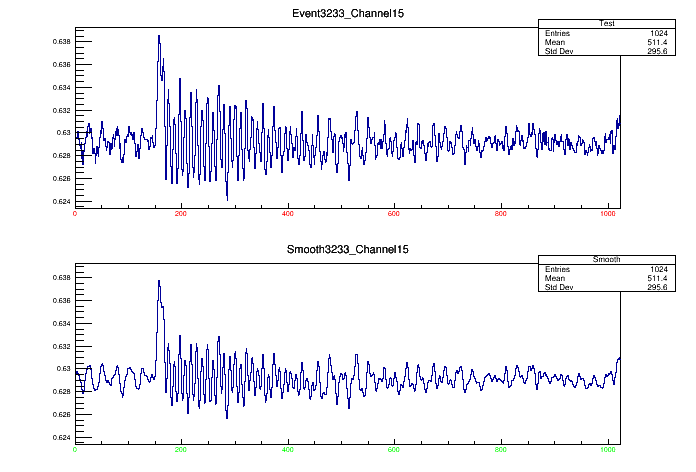 Event3233_Channel15
Test
Entries 1024
Mean 511.4
Std Dev 295.6
0.638
0.636
0.634
0.632
0.63
0.628
0.626
0.624
0 200 400 600 800 1000
Smooth3233_Channel15
Smooth
Entries 1024
Mean 511.4
Std Dev 295.6
0.638
0.636
0.634
0.632
0.63
0.628
0.626
0.624
0 200 400 600 800 1000